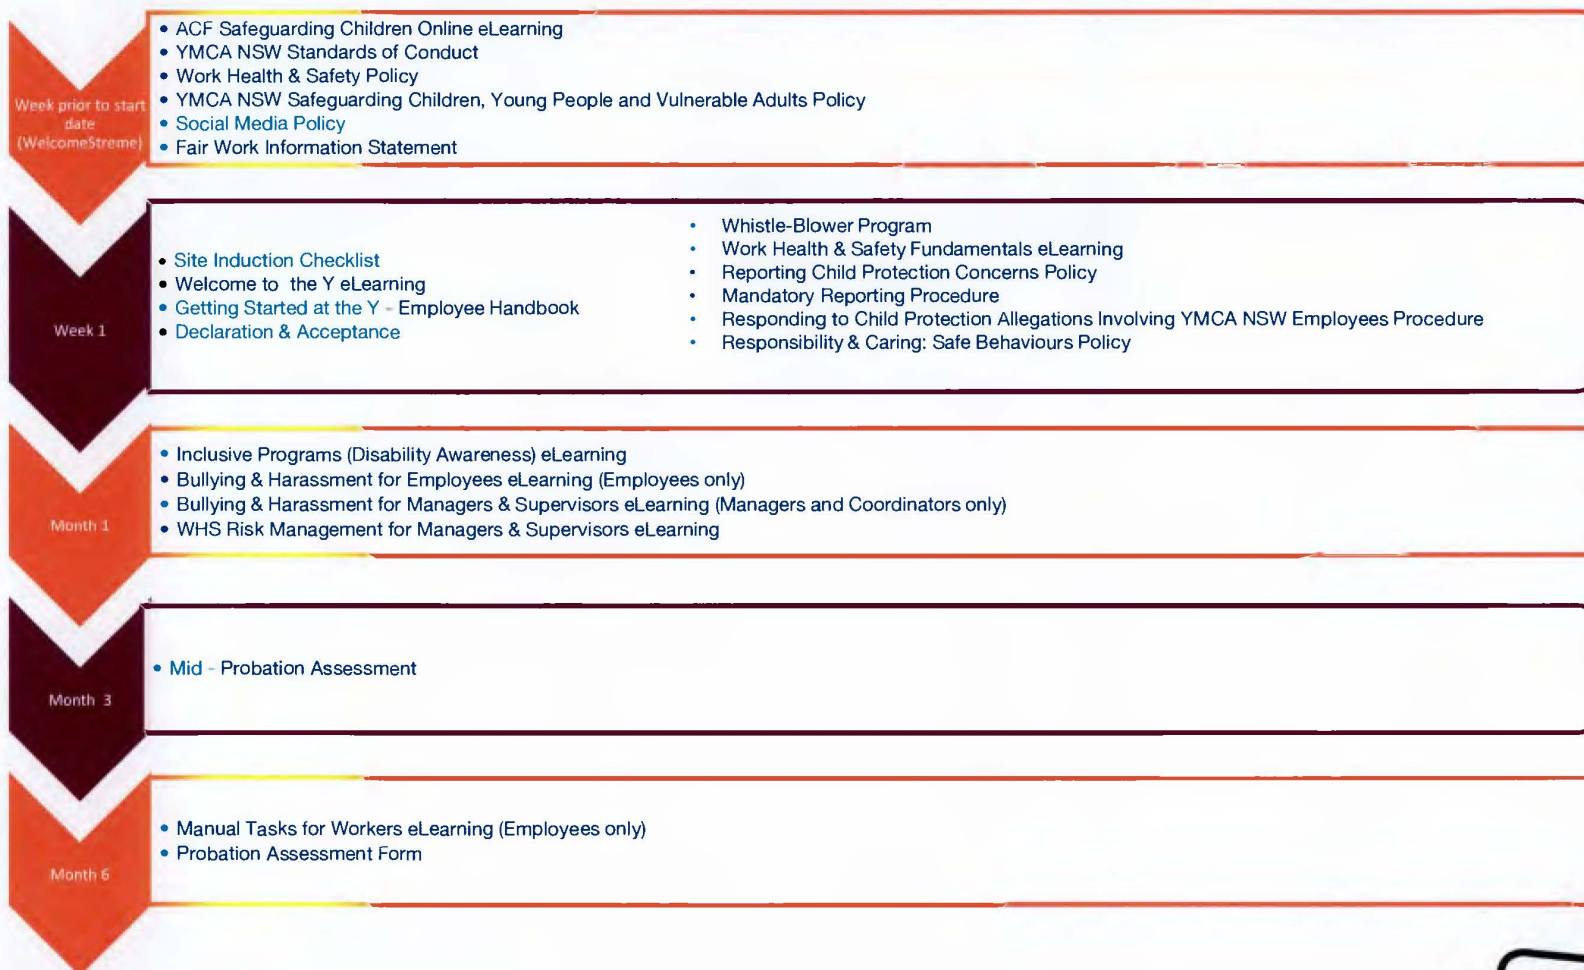 Week prior to start
date
(WelcomeStreme)
• ACF Safeguarding Children Online eLearning
• YMCA NSW Standards of Conduct
• Work Health & Safety Policy
• YMCA NSW Safeguarding Children, Young People and Vulnerable Adults Policy
• Social Media Policy
• Fair Work Information Statement
Week 1
• Site Induction Checklist
• Welcome to the Y eLearning
• Getting Started at the Y - Employee Handbook
• Declaration & Acceptance
• Whistle-Blower Program
• Work Health & Safety Fundamentals eLearning
• Reporting Child Protection Concerns Policy
• Mandatory Reporting Procedure
• Responding to Child Protection Allegations Involving YMCA NSW Employees Procedure
• Responsibility & Caring: Safe Behaviours Policy
Month 1
• Inclusive Programs (Disability Awareness) eLearning
• Bullying & Harassment for Employees eLearning (Employees only)
• Bullying & Harassment for Managers & Supervisors eLearning (Managers and Coordinators only)
• WHS Risk Management for Managers & Supervisors eLearning
Month 3
• Mid - Probation Assessment
Month 6
• Manual Tasks for Workers eLearning (Employees only)
• Probation Assessment Form